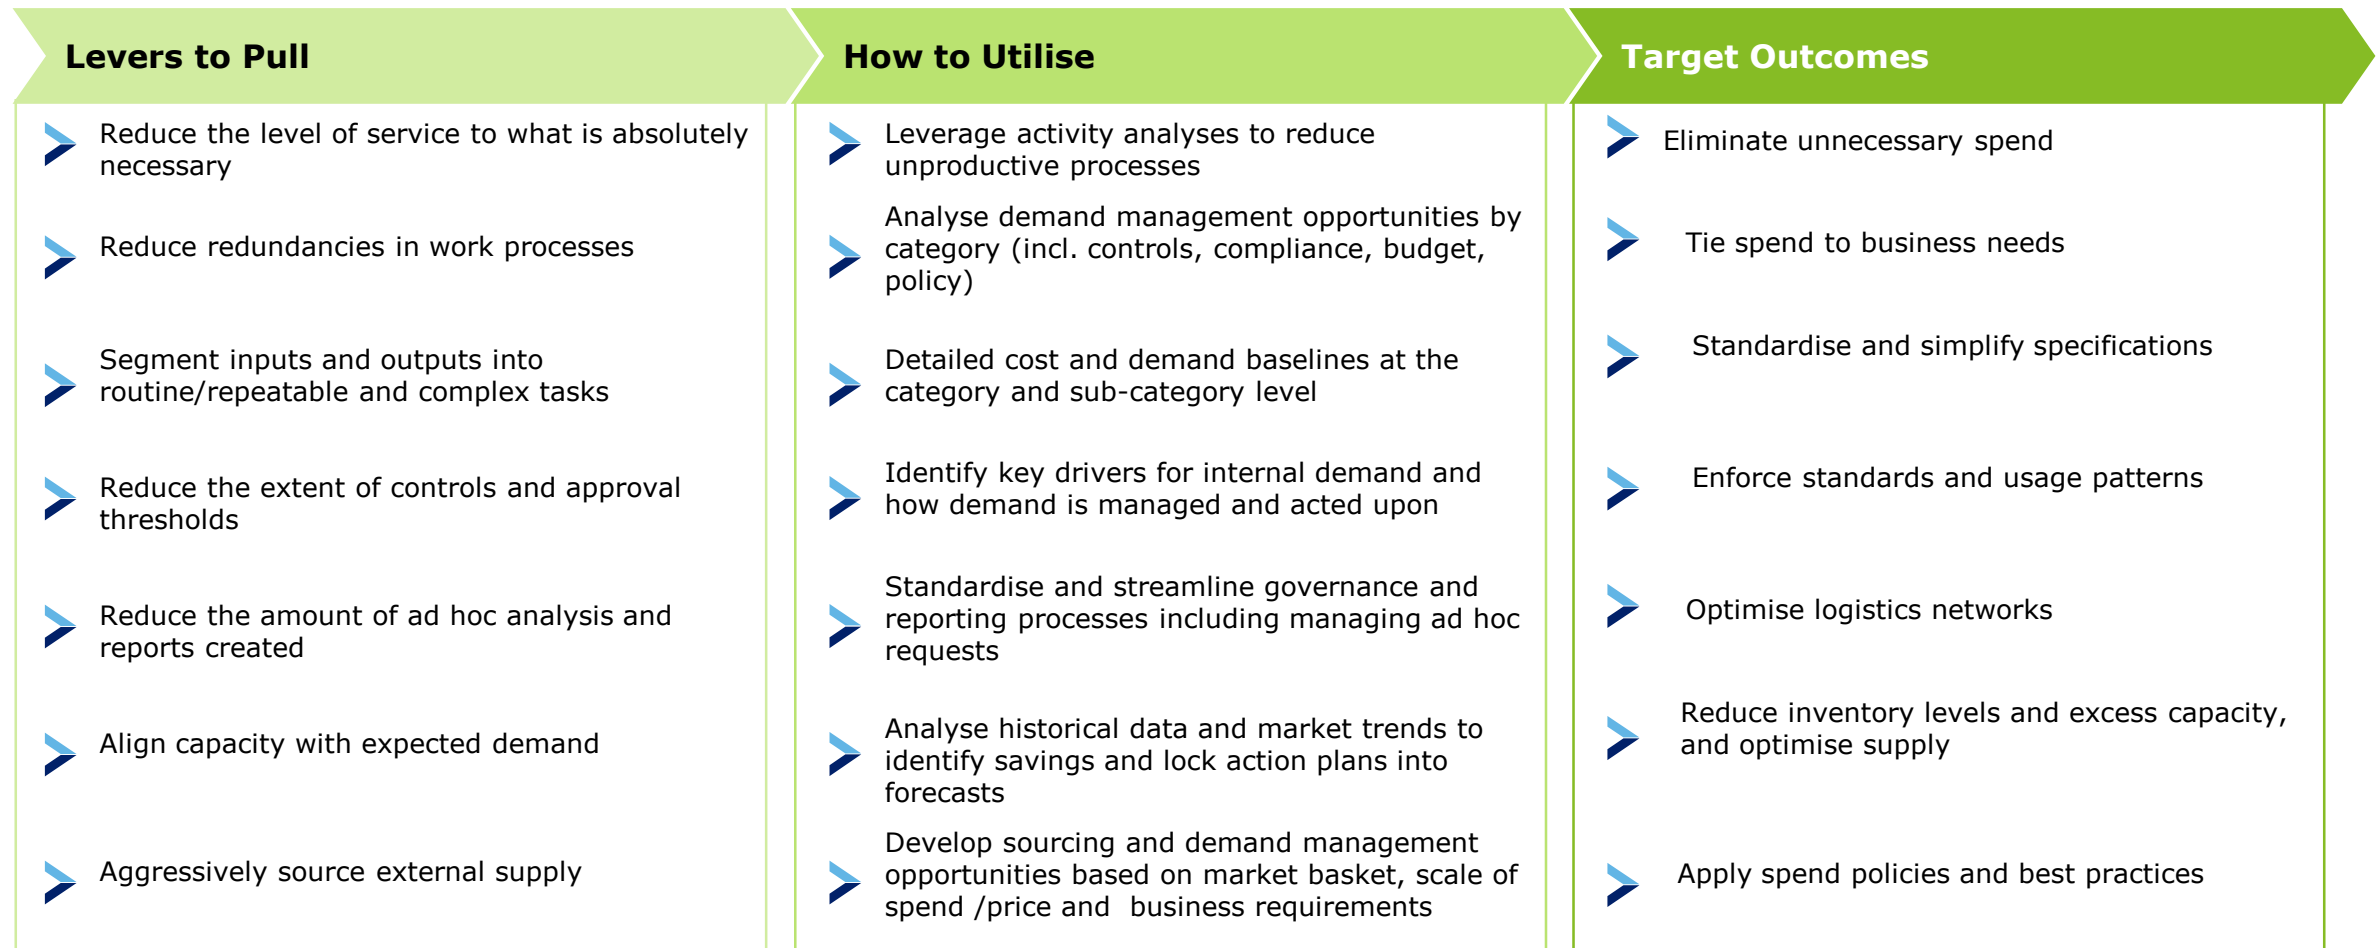 Levers to Pull
Reduce the level of service to what is absolutely
necessary
Reduce redundancies in work processes
Segment inputs and outputs into
routine/repeatable and complex tasks
Reduce the extent of controls and approval
thresholds
Reduce the amount of ad hoc analysis and
reports created
Align capacity with expected demand
Aggressively source external supply
How to Utilise
Leverage activity analyses to reduce
unproductive processes
Analyse demand management opportunities by
category (incl. controls, compliance, budget,
policy)
Detailed cost and demand baselines at the
category and sub-category level
Identify key drivers for internal demand and
how demand is managed and acted upon
Standardise and streamline governance and
reporting processes including managing ad hoc
requests
Analyse historical data and market trends to
identify savings and lock action plans into
forecasts
Develop sourcing and demand management
opportunities based on market basket, scale of
spend /price and  business requirements
Target Outcomes
Eliminate unnecessary spend
Tie spend to business needs
Standardise and simplify specifications
Enforce standards and usage patterns
Optimise logistics networks
Reduce inventory levels and excess capacity,
and optimise supply
Apply spend policies and best practices